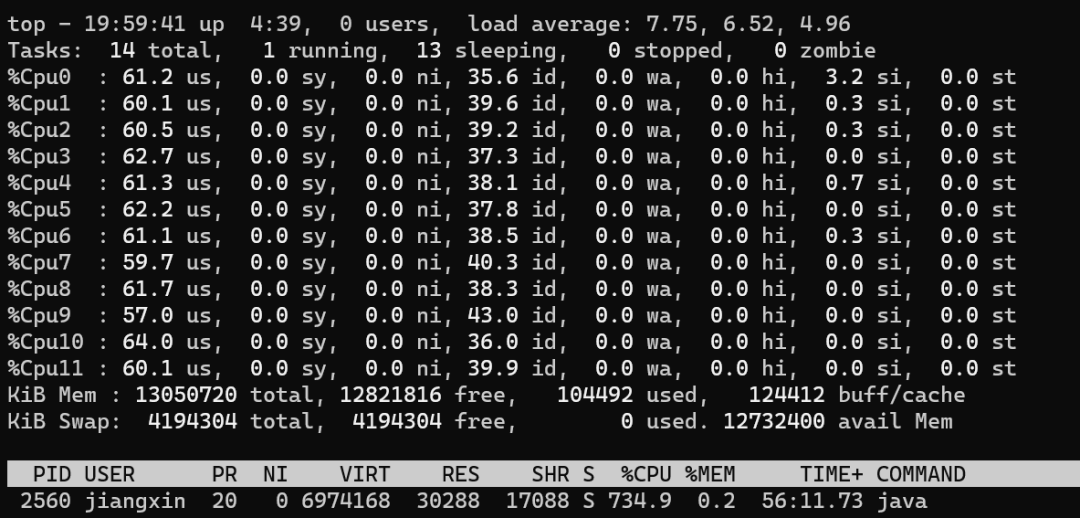 top - 19:59:41 up  4:39,  0 users,  load average: 7.75, 6.52, 4.96
Tasks:  14 total,   1 running,  13 sleeping,   0 stopped,   0 zombie
%Cpu0  : 61.2 us,  0.0 sy,  0.0 ni, 35.6 id,  0.0 wa,  0.0 hi,  3.2 si,  0.0 st
%Cpu1  : 60.1 us,  0.0 sy,  0.0 ni, 39.6 id,  0.0 wa,  0.0 hi,  0.3 si,  0.0 st
%Cpu2  : 60.5 us,  0.0 sy,  0.0 ni, 39.2 id,  0.0 wa,  0.0 hi,  0.3 si,  0.0 st
%Cpu3  : 62.7 us,  0.0 sy,  0.0 ni, 37.3 id,  0.0 wa,  0.0 hi,  0.0 si,  0.0 st
%Cpu4  : 61.3 us,  0.0 sy,  0.0 ni, 38.1 id,  0.0 wa,  0.0 hi,  0.7 si,  0.0 st
%Cpu5  : 62.2 us,  0.0 sy,  0.0 ni, 37.8 id,  0.0 wa,  0.0 hi,  0.0 si,  0.0 st
%Cpu6  : 61.1 us,  0.0 sy,  0.0 ni, 38.5 id,  0.0 wa,  0.0 hi,  0.3 si,  0.0 st
%Cpu7  : 59.7 us,  0.0 sy,  0.0 ni, 40.3 id,  0.0 wa,  0.0 hi,  0.0 si,  0.0 st
%Cpu8  : 61.7 us,  0.0 sy,  0.0 ni, 38.3 id,  0.0 wa,  0.0 hi,  0.0 si,  0.0 st
%Cpu9  : 57.0 us,  0.0 sy,  0.0 ni, 43.0 id,  0.0 wa,  0.0 hi,  0.0 si,  0.0 st
%Cpu10 : 64.0 us,  0.0 sy,  0.0 ni, 36.0 id,  0.0 wa,  0.0 hi,  0.0 si,  0.0 st
%Cpu11 : 60.1 us,  0.0 sy,  0.0 ni, 39.9 id,  0.0 wa,  0.0 hi,  0.0 si,  0.0 st
KiB Mem : 13050720 total, 12821816 free,   104492 used,   124412 buff/cache
KiB Swap:  4194304 total,  4194304 free,        0 used. 12732400 avail Mem
PID USER      PR  NI    VIRT    RES    SHR S  %CPU %MEM     TIME+ COMMAND
2560 jiangxin  20   0 6974168  30288  17088 S 734.9  0.2  56:11.73 java